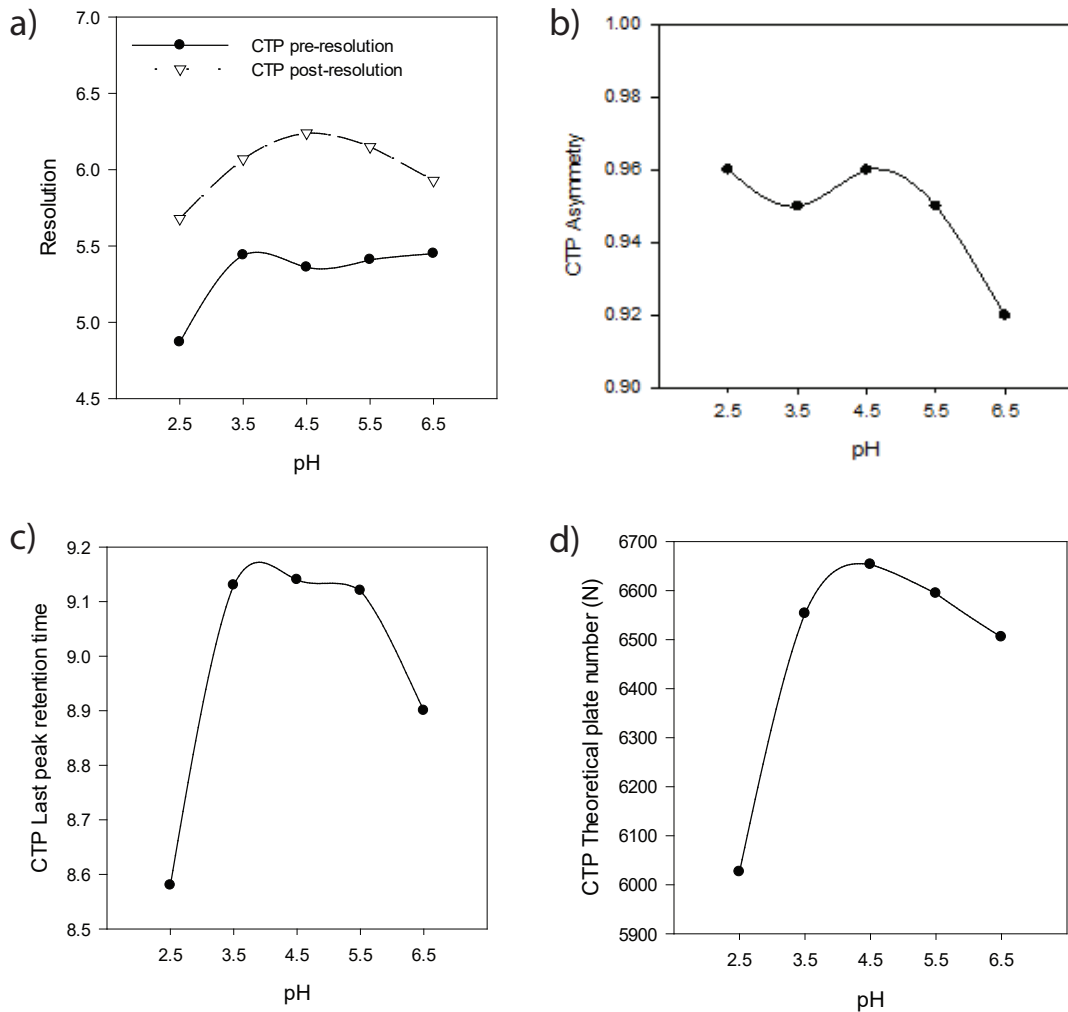 a)
7.0
6.5
6.0
5.5
5.0
4.5
Resolution
CTP pre-resolution
CTP post-resolution
2.5 3.5 4.5 5.5 6.5
pH
b)
1.00
0.98
0.96
0.94
0.92
0.90
CTP Asymmetry
2.5 3.5 4.5 5.5 6.5
pH
c)
9.2
9.1
9.0
8.9
8.8
8.7
8.6
8.5
CTP Last peak retention time
2.5 3.5 4.5 5.5 6.5
pH
d)
6700
6600
6500
6400
6300
6200
6100
6000
5900
CTP Theoretical plate number (N)
2.5 3.5 4.5 5.5 6.5
pH